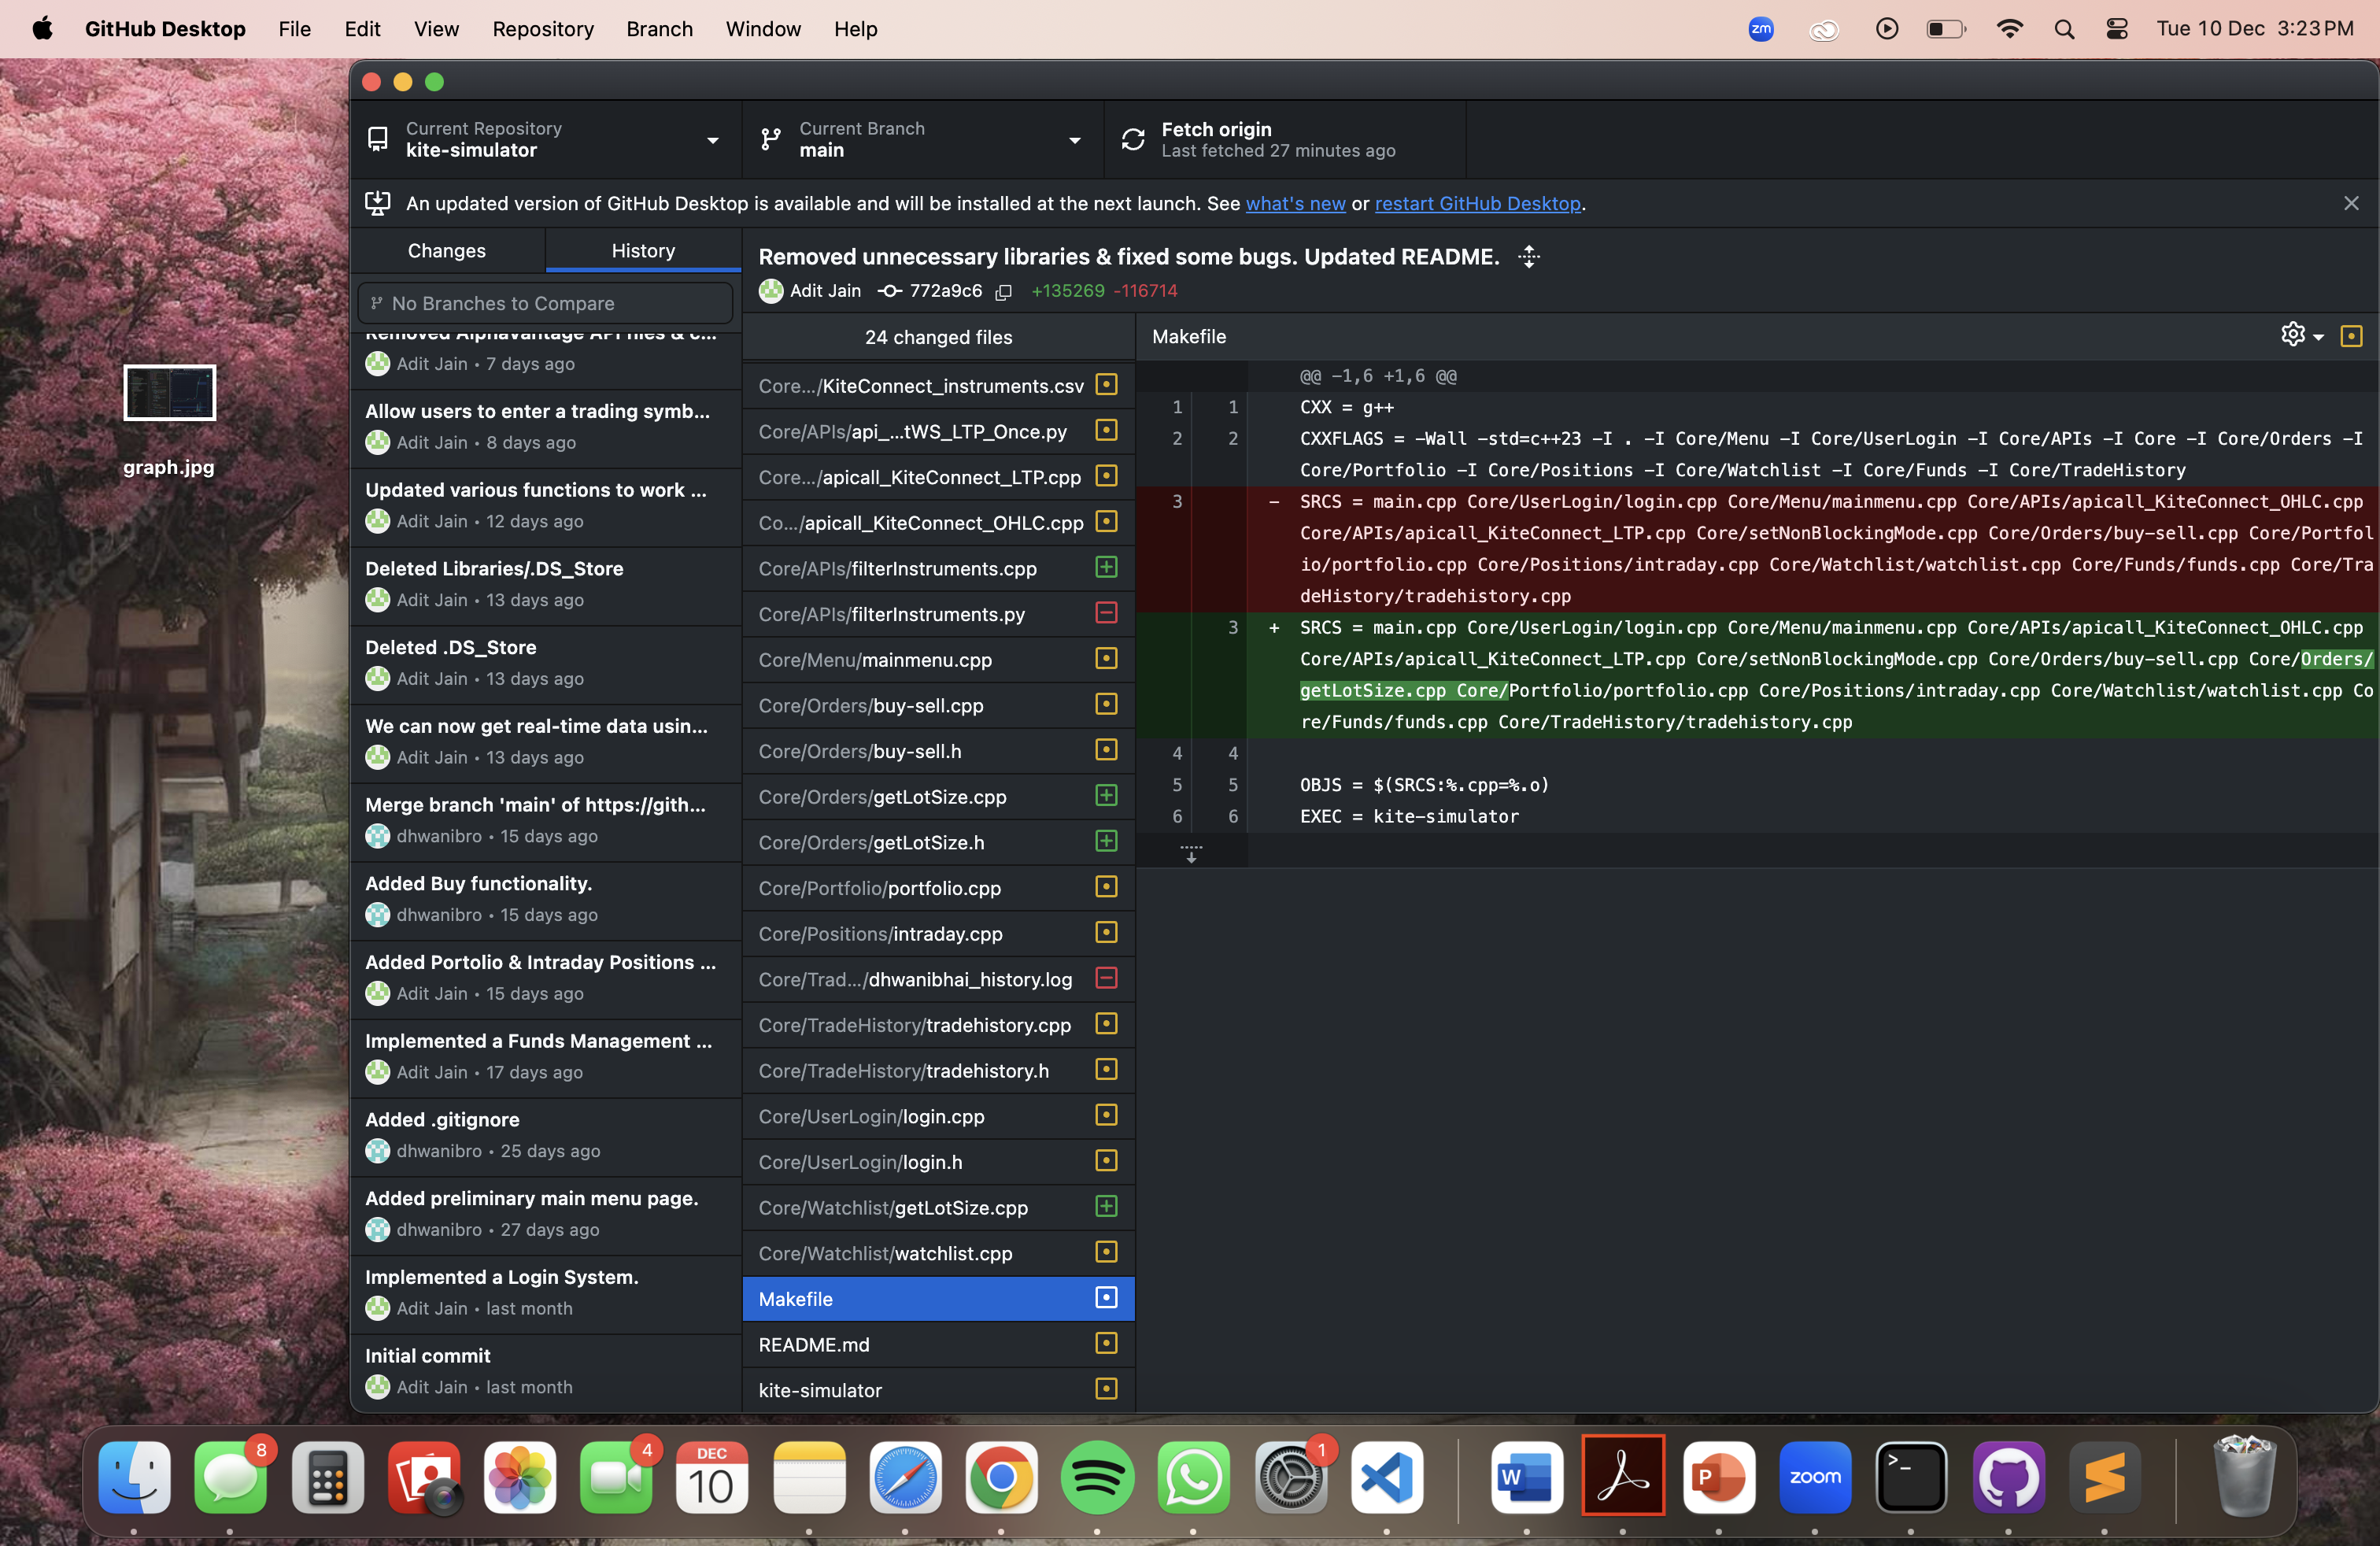 GitHub Desktop File Edit View Repository Branch Window Help
zm
Tue 10 Dec 3:23 PM
graph.jpg
Current Repository
kite-simulator
Current Branch
main
Fetch origin
Last fetched 27 minutes ago
An updated version of GitHub Desktop is available and will be installed at the next launch. See what's new or restart GitHub Desktop.
Changes
History
No Branches to Compare
Removed AlphaVantage API files & c...
Adit Jain • 7 days ago
Allow users to enter a trading symb...
Adit Jain • 8 days ago
Updated various functions to work ...
Adit Jain • 12 days ago
Deleted Libraries/.DS_Store
Adit Jain • 13 days ago
Deleted .DS_Store
Adit Jain • 13 days ago
We can now get real-time data usin...
Adit Jain • 13 days ago
Merge branch 'main' of https://gith...
dhwanibro • 15 days ago
Added Buy functionality.
dhwanibro • 15 days ago
Added Portolio & Intraday Positions ...
Adit Jain • 15 days ago
Implemented a Funds Management ...
Adit Jain • 17 days ago
Added .gitignore
dhwanibro • 25 days ago
Added preliminary main menu page.
dhwanibro • 27 days ago
Implemented a Login System.
Adit Jain • last month
Initial commit
Adit Jain • last month
Removed unnecessary libraries & fixed some bugs. Updated README.
Adit Jain 772a9c6 +135269 -116714
24 changed files
Core.../KiteConnect_instruments.csv
Core/APIs/api_...tWS_LTP_Once.py
Core.../apicall_KiteConnect_LTP.cpp
Co.../apicall_KiteConnect_OHLC.cpp
Core/APIs/filterInstruments.cpp
Core/APIs/filterInstruments.py
Core/Menu/mainmenu.cpp
Core/Orders/buy-sell.cpp
Core/Orders/buy-sell.h
Core/Orders/getLotSize.cpp
Core/Orders/getLotSize.h
Core/Portfolio/portfolio.cpp
Core/Positions/intraday.cpp
Core/Trad.../dhwanibhai_history.log
Core/TradeHistory/tradehistory.cpp
Core/TradeHistory/tradehistory.h
Core/UserLogin/login.cpp
Core/UserLogin/login.h
Core/Watchlist/getLotSize.cpp
Core/Watchlist/watchlist.cpp
Makefile
README.md
kite-simulator
Makefile
@@ -1,6 +1,6 @@
1 1 CXX = g++
2 2 CXXFLAGS = -Wall -std=c++23 -I . -I Core/Menu -I Core/UserLogin -I Core/APIs -I Core -I Core/Orders -I
Core/Portfolio -I Core/Positions -I Core/Watchlist -I Core/Funds -I Core/TradeHistory
3 - SRCS = main.cpp Core/UserLogin/login.cpp Core/Menu/mainmenu.cpp Core/APIs/apicall_KiteConnect_OHLC.cpp
Core/APIs/apicall_KiteConnect_LTP.cpp Core/setNonBlockingMode.cpp Core/Orders/buy-sell.cpp Core/Portfol
io/portfolio.cpp Core/Positions/intraday.cpp Core/Watchlist/watchlist.cpp Core/Funds/funds.cpp Core/Tra
deHistory/tradehistory.cpp
3 + SRCS = main.cpp Core/UserLogin/login.cpp Core/Menu/mainmenu.cpp Core/APIs/apicall_KiteConnect_OHLC.cpp
Core/APIs/apicall_KiteConnect_LTP.cpp Core/setNonBlockingMode.cpp Core/Orders/buy-sell.cpp Core/Orders/
getLotSize.cpp Core/Portfolio/portfolio.cpp Core/Positions/intraday.cpp Core/Watchlist/watchlist.cpp Co
re/Funds/funds.cpp Core/TradeHistory/tradehistory.cpp
4 4
5 5 OBJS = $(SRCS:%.cpp=%.o)
6 6 EXEC = kite-simulator
8
4
DEC
10
1
W
P
zoom
>_